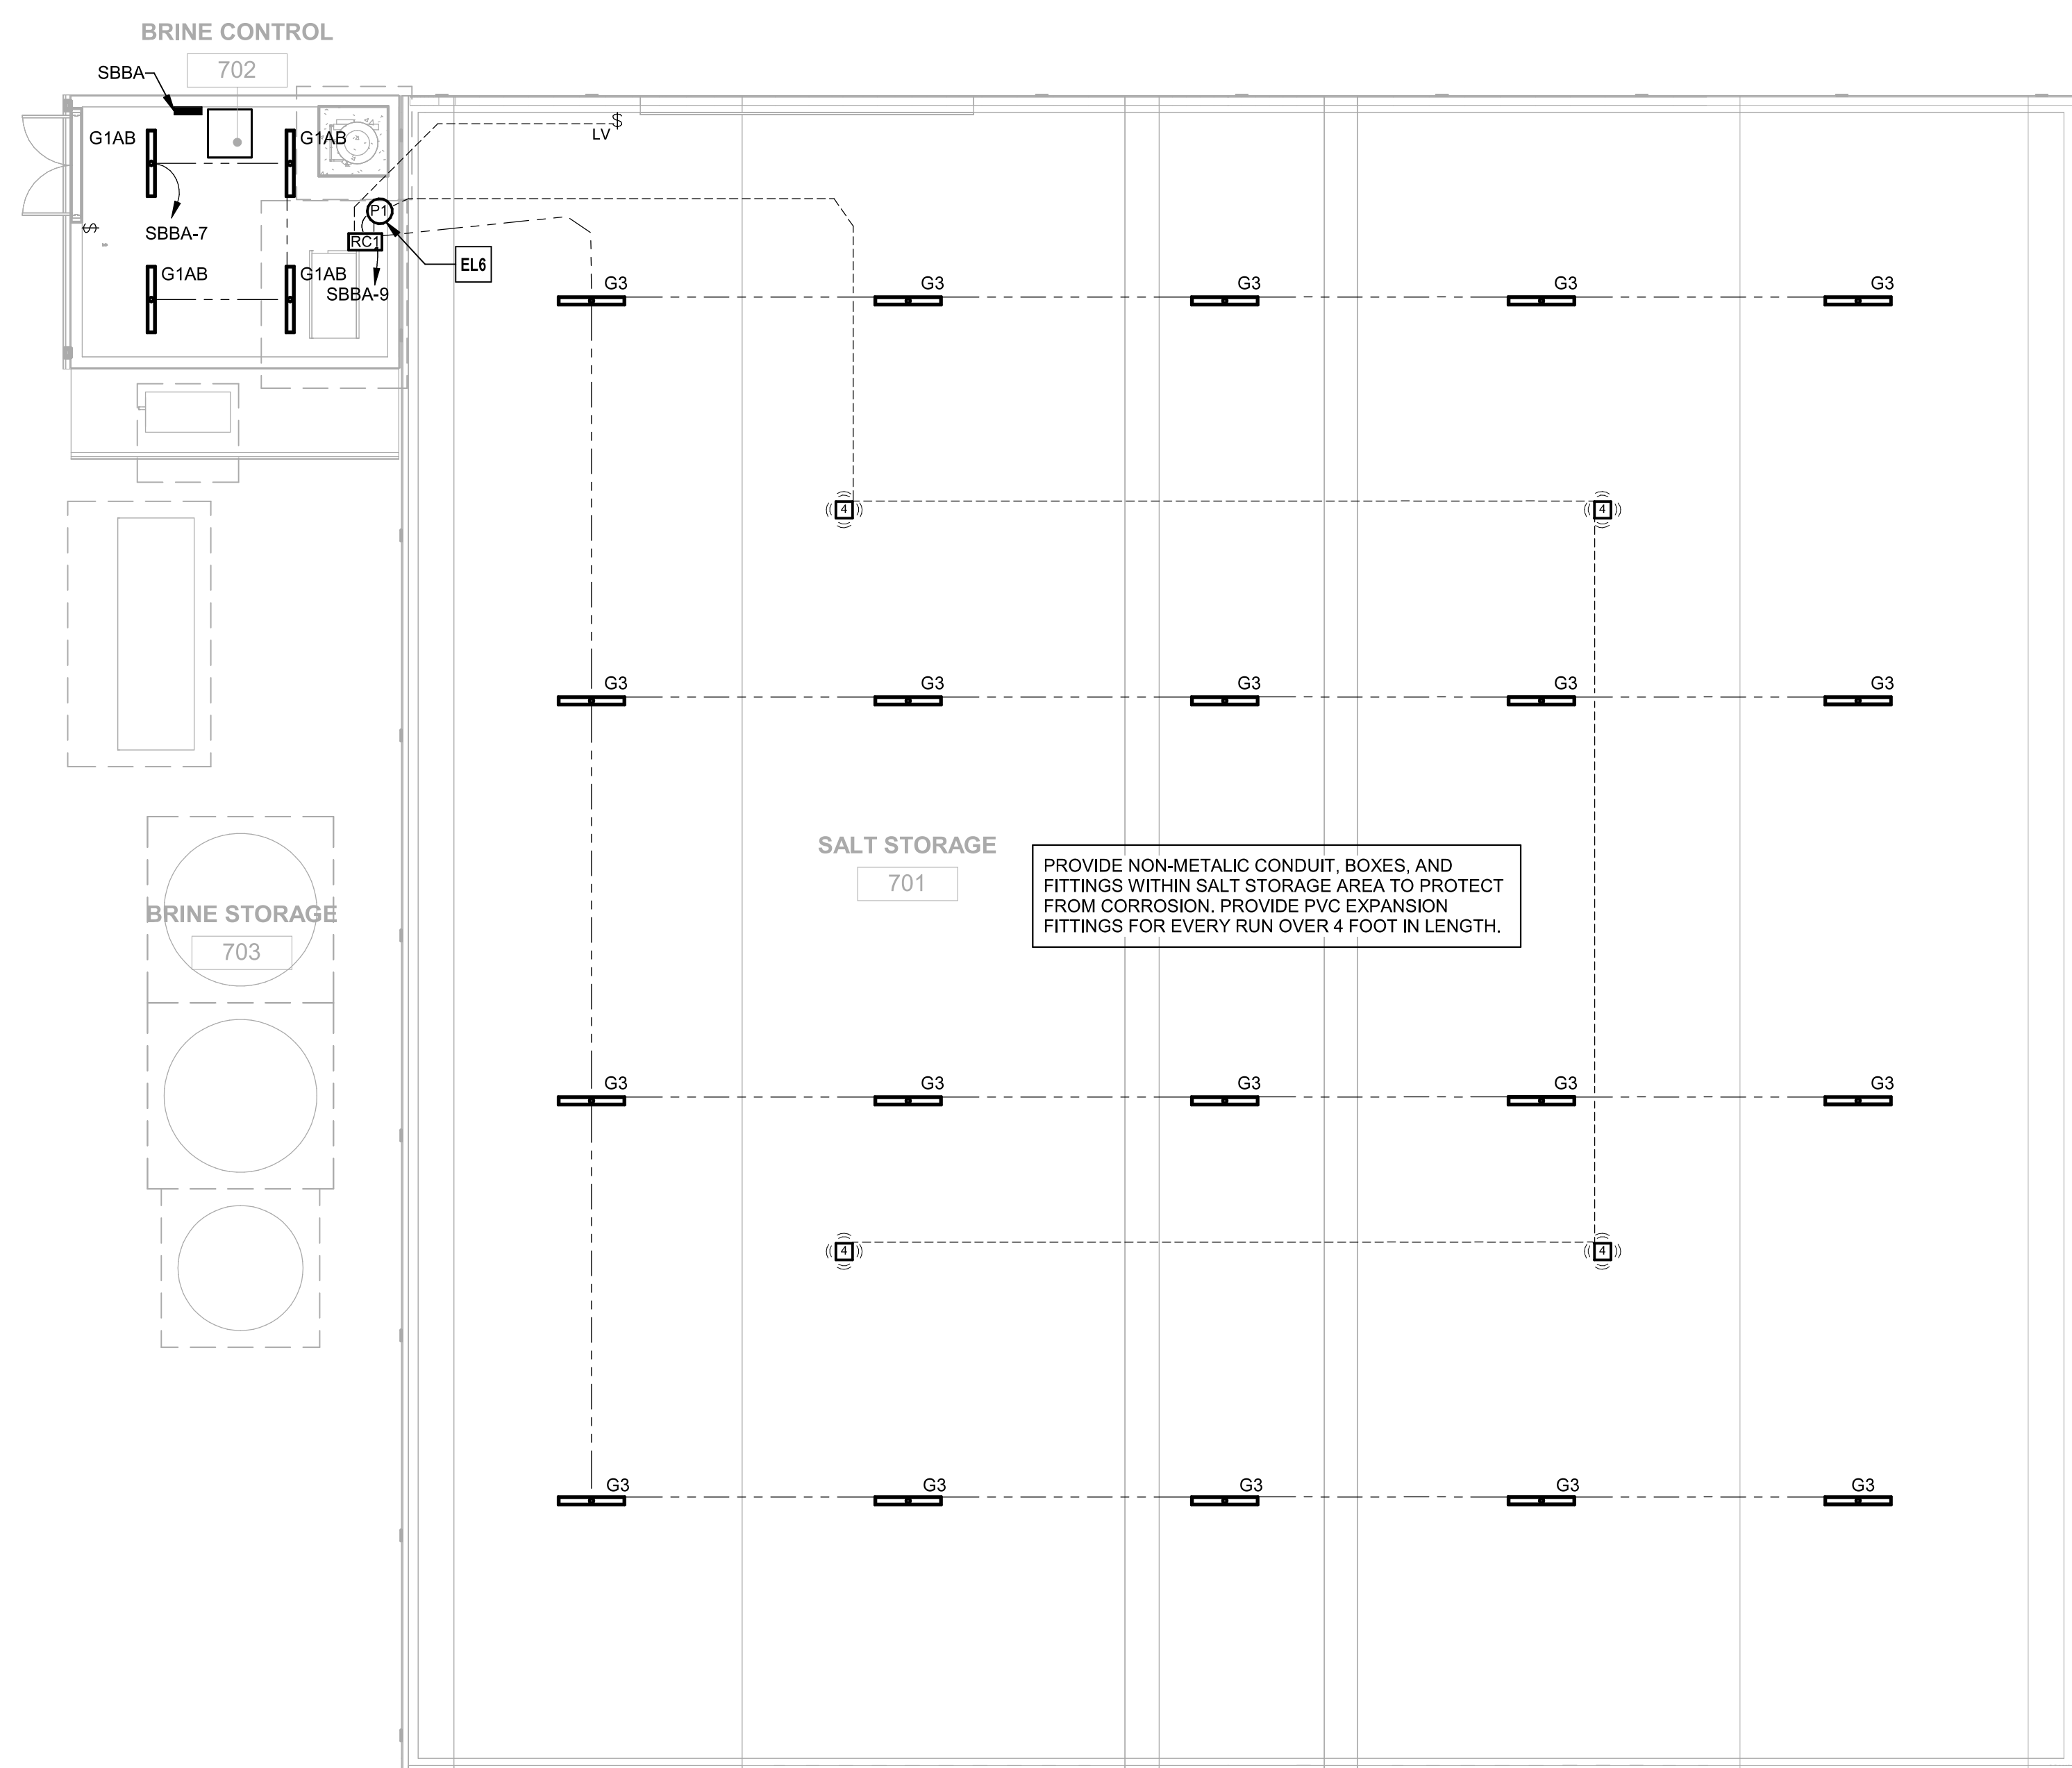 BRINE CONTROL
702
SBBA
$
LV
G1AB
G1AB
P1
$
SBBA-7
RC1
EL6
G1AB
G1AB
SBBA-9
G3
G3
G3
G3
G3
4
4
G3
G3
G3
G3
G3
SALT STORAGE
701
PROVIDE NON-METALIC CONDUIT, BOXES, AND
FITTINGS WITHIN SALT STORAGE AREA TO PROTECT
FROM CORROSION. PROVIDE PVC EXPANSION
FITTINGS FOR EVERY RUN OVER 4 FOOT IN LENGTH.
BRINE STORAGE
703
G3
G3
G3
G3
G3
4
4
G3
G3
G3
G3
G3